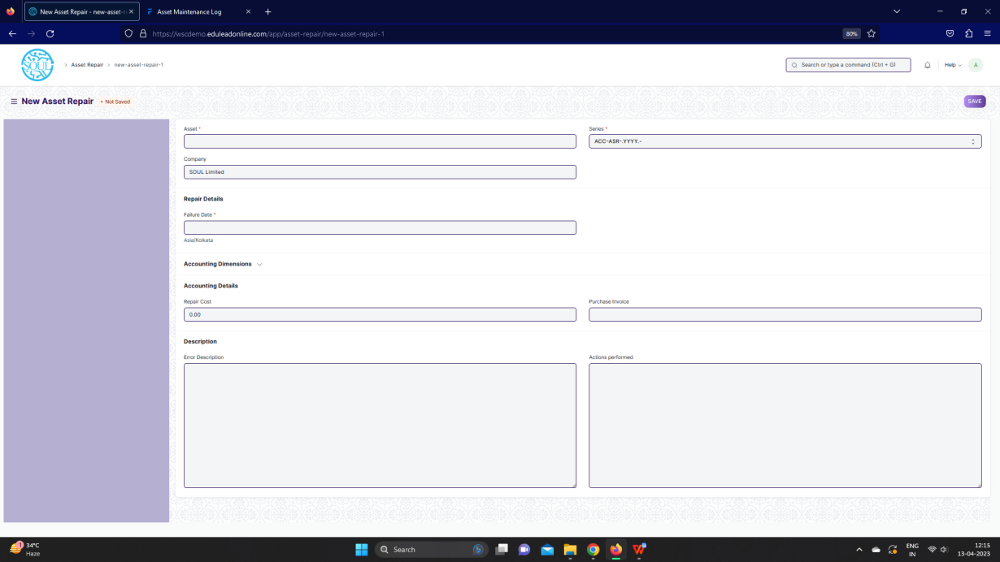 New Asset Repair - new-asset-r
Asset Maintenance Log
https://wscdemo.eduleadonline.com/app/asset-repair/new-asset-repair-1
80%
SOUL
Asset Repair
new-asset-repair-1
Search or type a command (Ctrl + G)
Help
A
New Asset Repair
• Not Saved
SAVE
Asset *
Series *
ACC-ASR-.YYYY.-
Company
SOUL Limited
Repair Details
Failure Date *
Asia/Kolkata
Accounting Dimensions
Accounting Details
Repair Cost
Purchase Invoice
0.00
Description
Error Description
Actions performed
1
34°C
Haze
Search
ENG
IN
12:15
13-04-2023